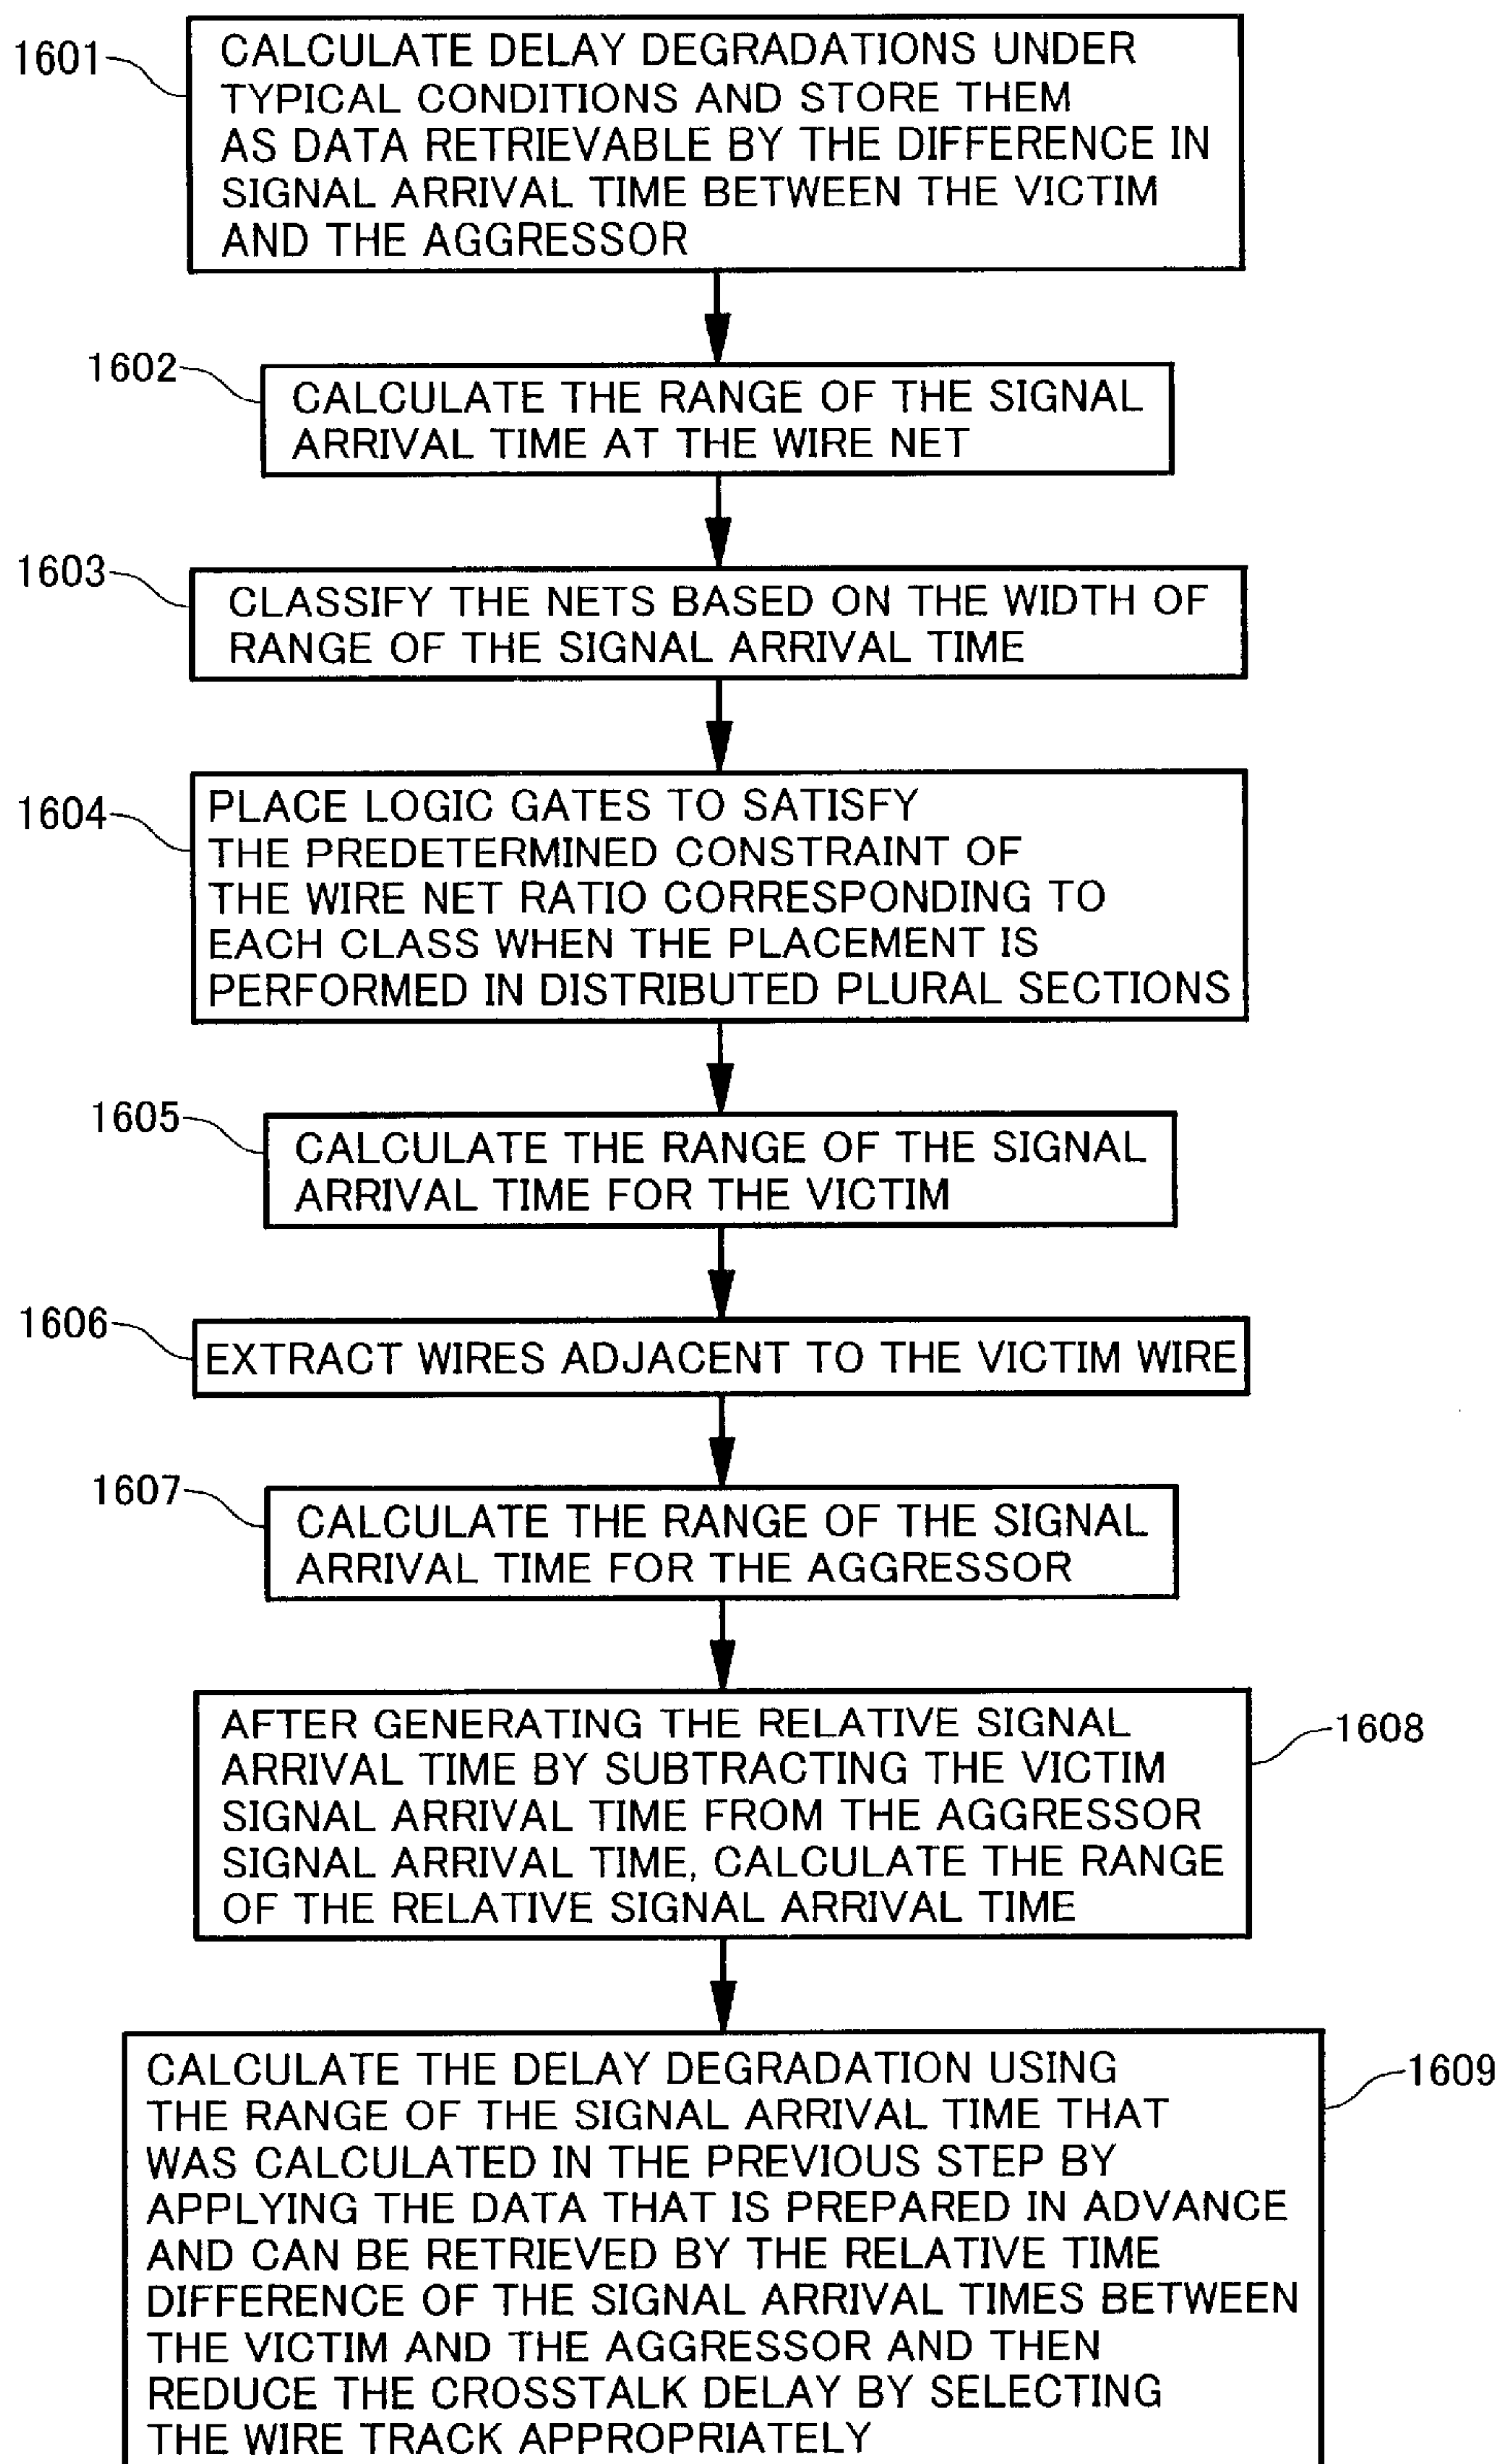 1601
CALCULATE DELAY DEGRADATIONS UNDER
TYPICAL CONDITIONS AND STORE THEM
AS DATA RETRIEVABLE BY THE DIFFERENCE IN
SIGNAL ARRIVAL TIME BETWEEN THE VICTIM
AND THE AGGRESSOR
1602
CALCULATE THE RANGE OF THE SIGNAL
ARRIVAL TIME AT THE WIRE NET
1603
CLASSIFY THE NETS BASED ON THE WIDTH OF
RANGE OF THE SIGNAL ARRIVAL TIME
1604
PLACE LOGIC GATES TO SATISFY
THE PREDETERMINED CONSTRAINT OF
THE WIRE NET RATIO CORRESPONDING TO
EACH CLASS WHEN THE PLACEMENT IS
PERFORMED IN DISTRIBUTED PLURAL SECTIONS
1605
CALCULATE THE RANGE OF THE SIGNAL
ARRIVAL TIME FOR THE VICTIM
1606
EXTRACT WIRES ADJACENT TO THE VICTIM WIRE
1607
CALCULATE THE RANGE OF THE SIGNAL
ARRIVAL TIME FOR THE AGGRESSOR
1608
AFTER GENERATING THE RELATIVE SIGNAL
ARRIVAL TIME BY SUBTRACTING THE VICTIM
SIGNAL ARRIVAL TIME FROM THE AGGRESSOR
SIGNAL ARRIVAL TIME, CALCULATE THE RANGE
OF THE RELATIVE SIGNAL ARRIVAL TIME
1609
CALCULATE THE DELAY DEGRADATION USING
THE RANGE OF THE SIGNAL ARRIVAL TIME THAT
WAS CALCULATED IN THE PREVIOUS STEP BY
APPLYING THE DATA THAT IS PREPARED IN ADVANCE
AND CAN BE RETRIEVED BY THE RELATIVE TIME
DIFFERENCE OF THE SIGNAL ARRIVAL TIMES BETWEEN
THE VICTIM AND THE AGGRESSOR AND THEN
REDUCE THE CROSSTALK DELAY BY SELECTING
THE WIRE TRACK APPROPRIATELY